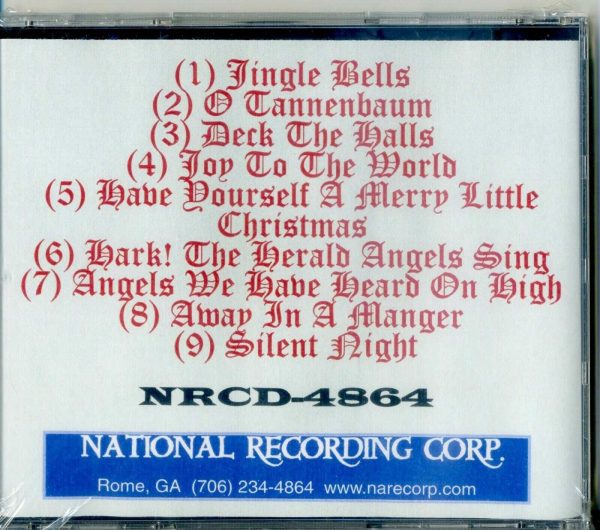 (1) Jingle Bells
(2) O Tannenbaum
(3) Deck The Halls
(4) Joy To The World
(5) Have Yourself A Merry Little
Christmas
(6) Hark! The Herald Angels Sing
(7) Angels We Have Heard On High
(8) Away In A Manger
(9) Silent Night
NRCD-4864
NATIONAL RECORDING CORP.
Rome, GA (706) 234-4864 www.narecorp.com